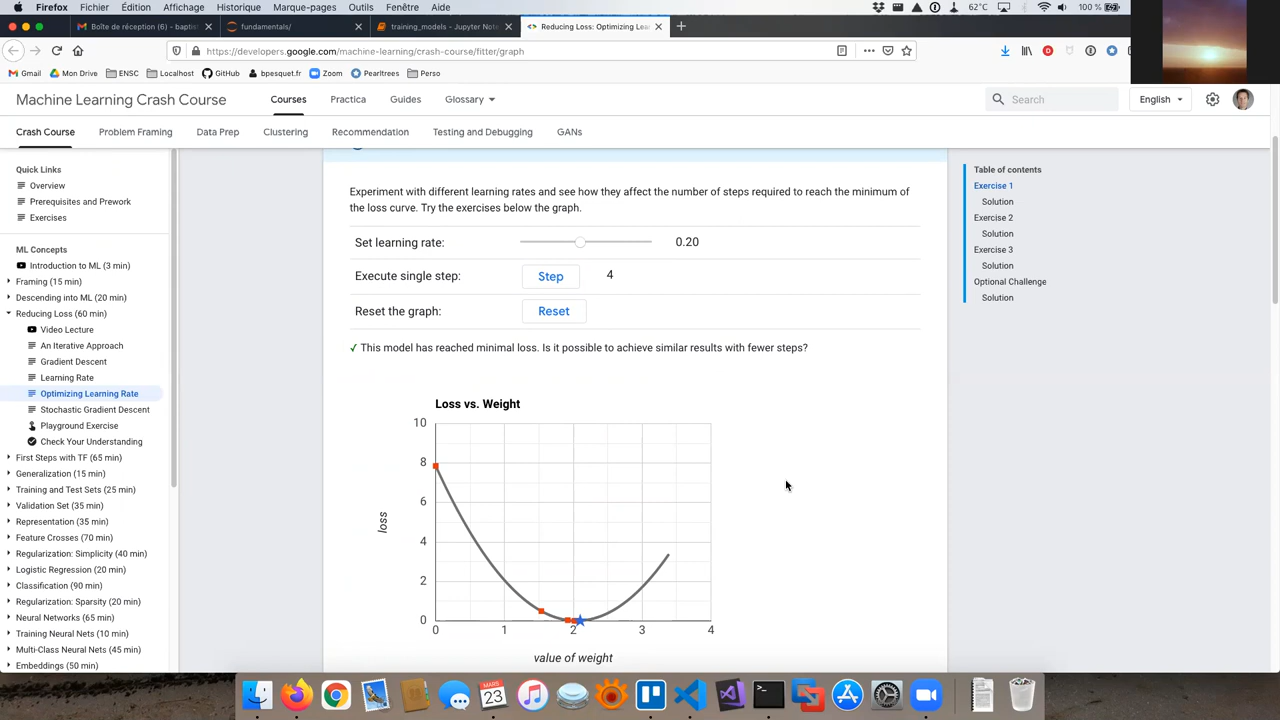 Firefox Fichier Édition Affichage Historique Marque-pages Outils Fenêtre Aide 62°C 100 %
Boîte de réception (6) – baptis fundamentals/ training_models - Jupyter Note Reducing Loss: Optimizing Lea
https://developers.google.com/machine-learning/crash-course/fitter/graph
Gmail Mon Drive ENSC Localhost GitHub bpesquet.fr Zoom Pearltrees Perso
Machine Learning Crash Course Courses Practica Guides Glossary Search English
Crash Course Problem Framing Data Prep Clustering Recommendation Testing and Debugging GANs
Quick Links
Overview
Prerequisites and Prework
Exercises
ML Concepts
Introduction to ML (3 min)
Framing (15 min)
Descending into ML (20 min)
Reducing Loss (60 min)
Video Lecture
An Iterative Approach
Gradient Descent
Learning Rate
Optimizing Learning Rate
Stochastic Gradient Descent
Playground Exercise
Check Your Understanding
First Steps with TF (65 min)
Generalization (15 min)
Training and Test Sets (25 min)
Validation Set (35 min)
Representation (35 min)
Feature Crosses (70 min)
Regularization: Simplicity (40 min)
Logistic Regression (20 min)
Classification (90 min)
Regularization: Sparsity (20 min)
Neural Networks (65 min)
Training Neural Nets (10 min)
Multi-Class Neural Nets (45 min)
Embeddings (50 min)
Experiment with different learning rates and see how they affect the number of steps required to reach the minimum of
the loss curve. Try the exercises below the graph.
Set learning rate: 0.20
Execute single step: Step 4
Reset the graph: Reset
✓ This model has reached minimal loss. Is it possible to achieve similar results with fewer steps?
Loss vs. Weight
10
8
6
4
2
0
loss
0 1 2 3 4
value of weight
Table of contents
Exercise 1
Solution
Exercise 2
Solution
Exercise 3
Solution
Optional Challenge
Solution
MARS
23